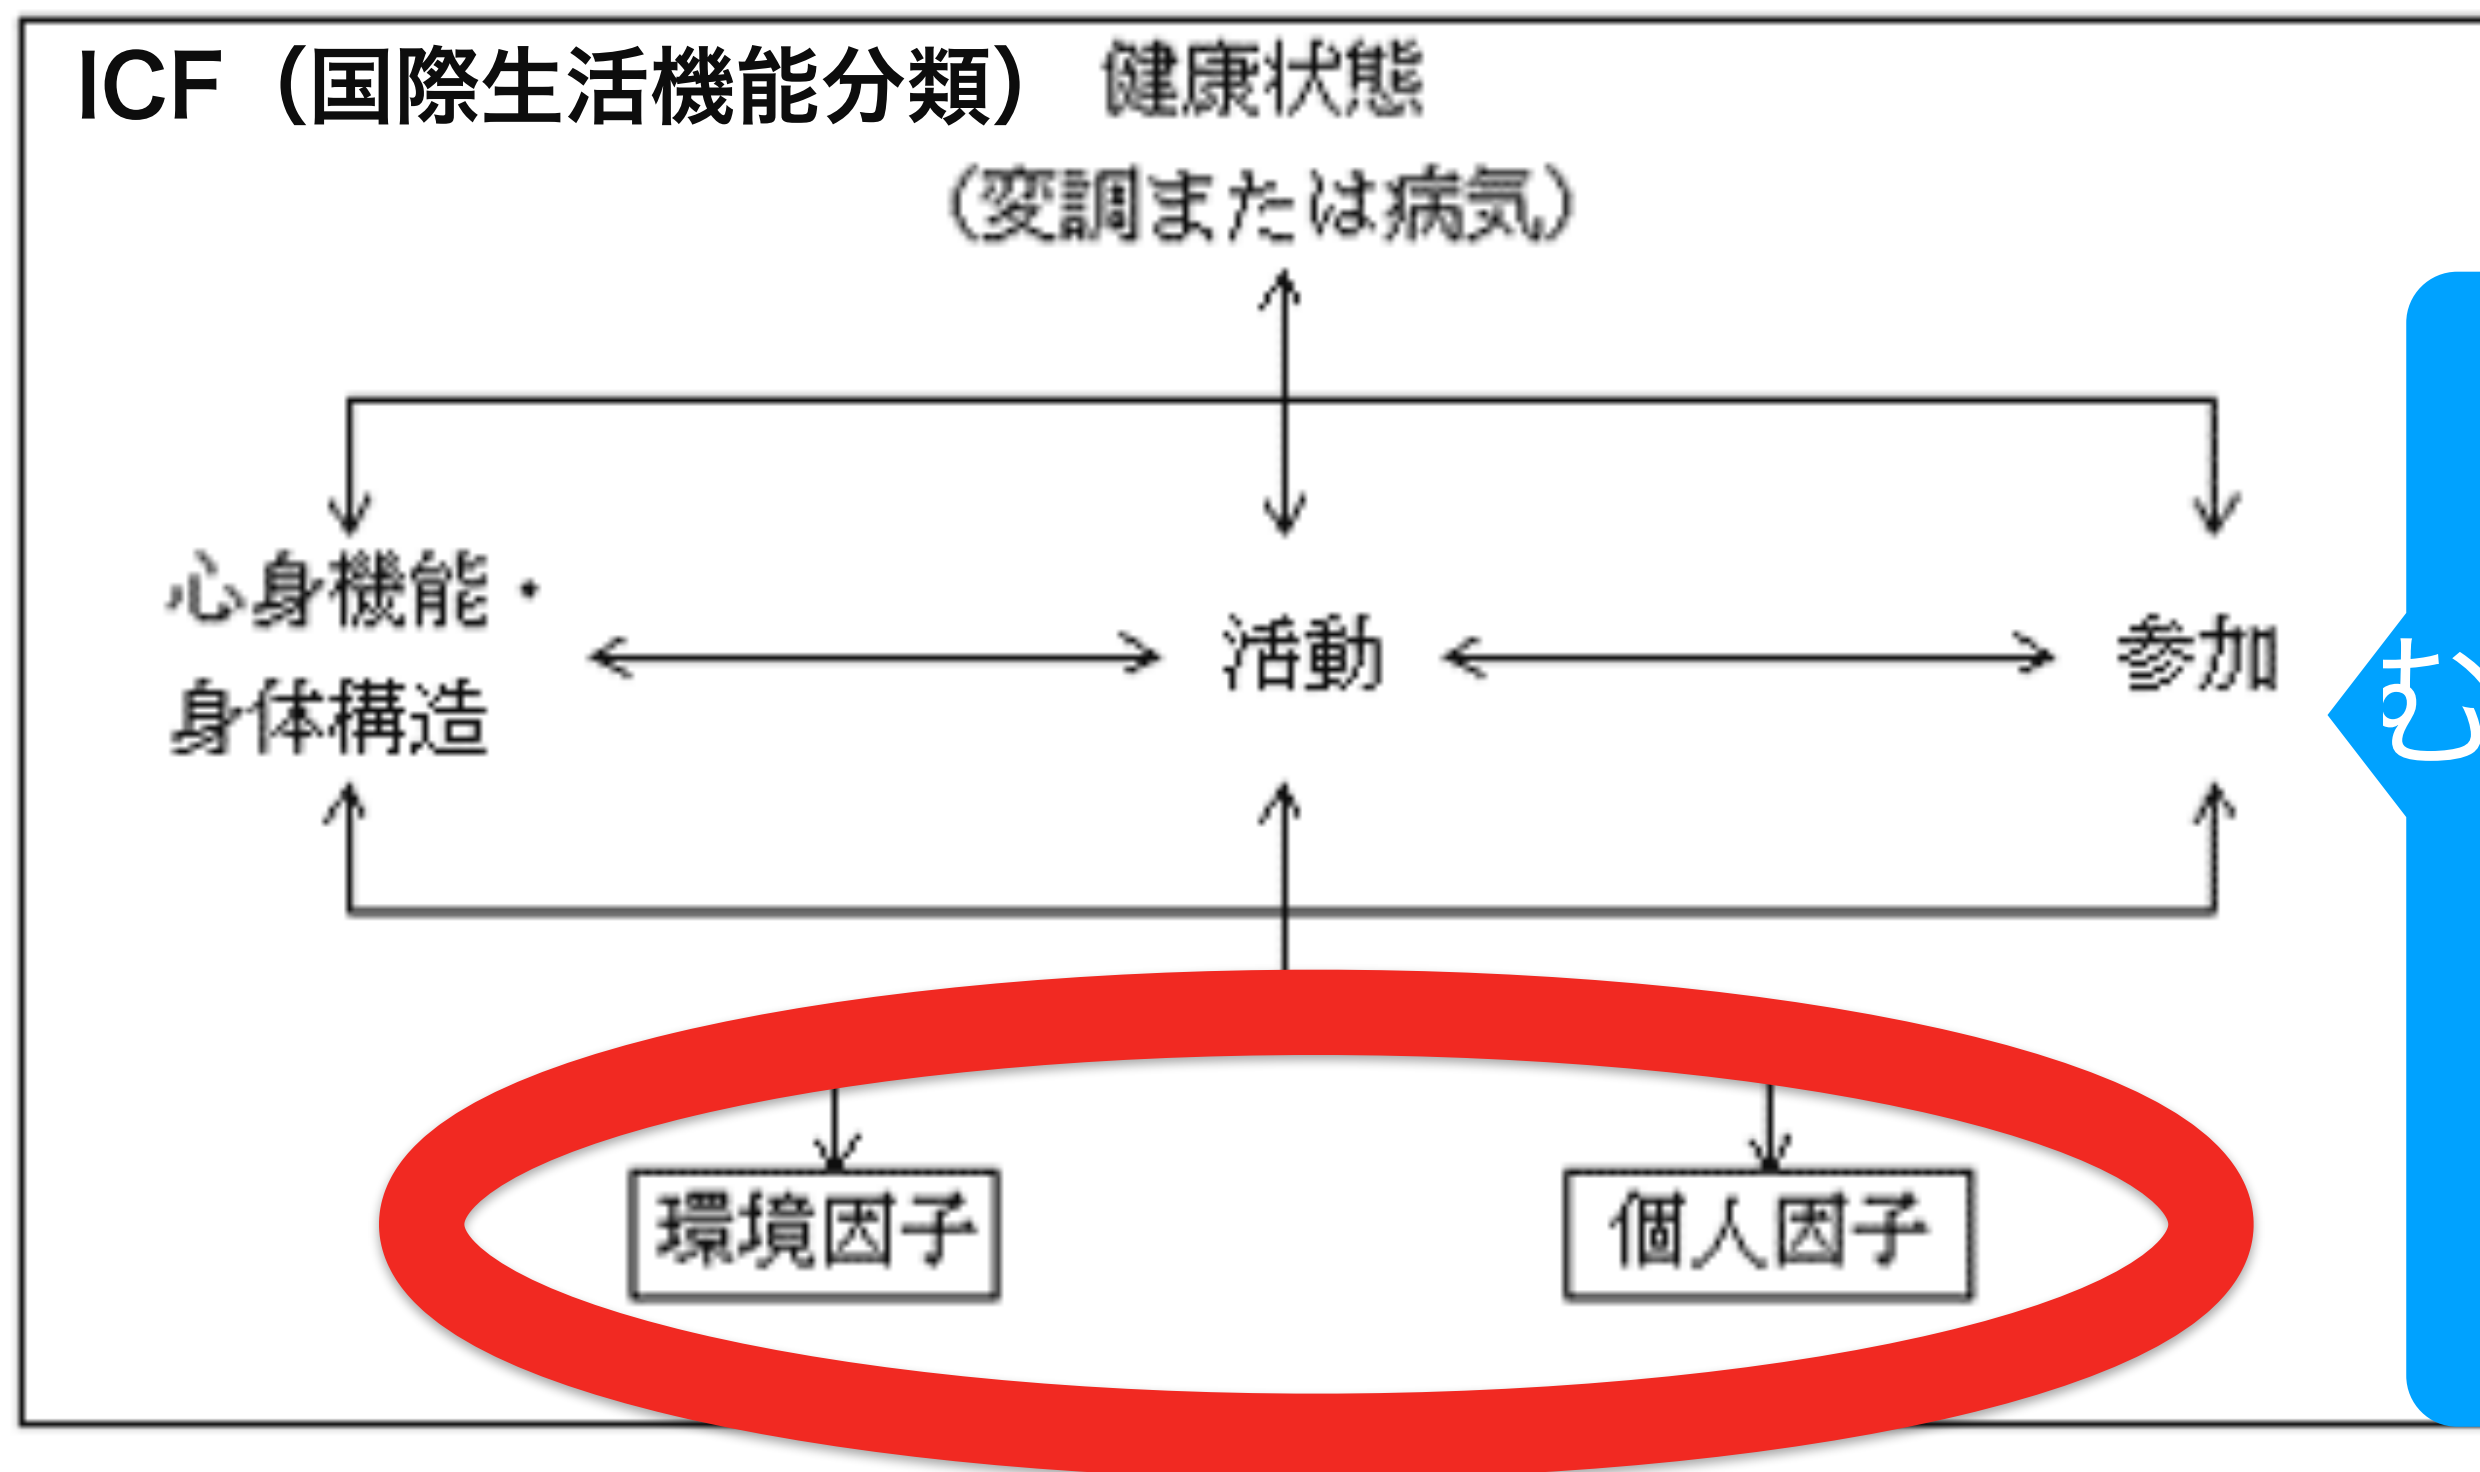 ICF（国際生活機能分類）
健康状態
（変調または病気）
心身機能・
身体構造
活動
参加
む
環境因子
個人因子